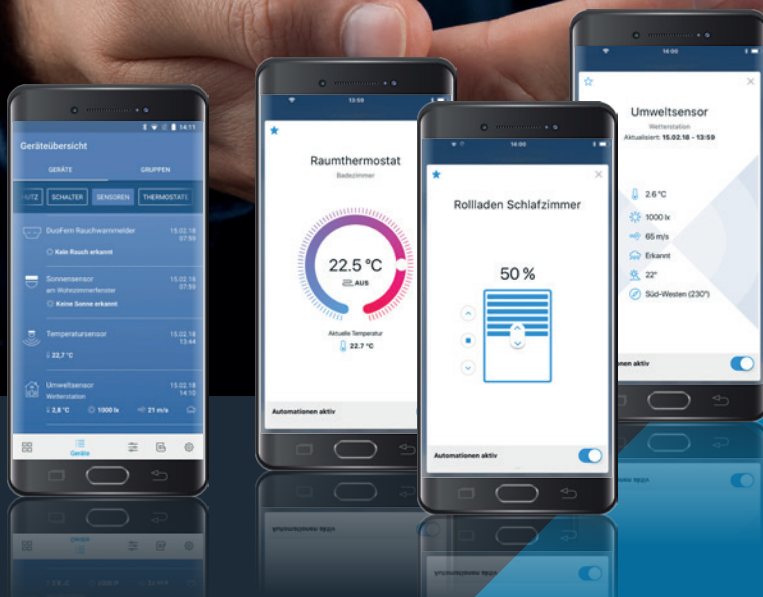 14:11
Geräteübersicht
GERÄTE GRUPPEN
UTZ SCHALTER SENSOREN THERMOSTATE
DuoFern Rauchwarnmelder 15.02.18
07:59
Kein Rauch erkannt
Sonnensensor 15.02.18
am Wohnzimmerfenster 07:59
Keine Sonne erkannt
Temperatursensor 15.02.18
13:44
22,7 °C
Umweltsensor 15.02.18
Wetterstation 14:10
2,8 °C 1000 lx 21 m/s
Geräte
13:59
Raumthermostat
Badezimmer
22.5 °C
AUS
Aktuelle Temperatur
22.7 °C
Automationen aktiv
14:00
Rollladen Schlafzimmer
50 %
Automationen aktiv
14:00
Umweltsensor
Wetterstation
Aktualisiert: 15.02.18 - 13:59
2.6 °C
1000 lx
65 m/s
Erkannt
22°
Süd-Westen (230°)
nen aktiv